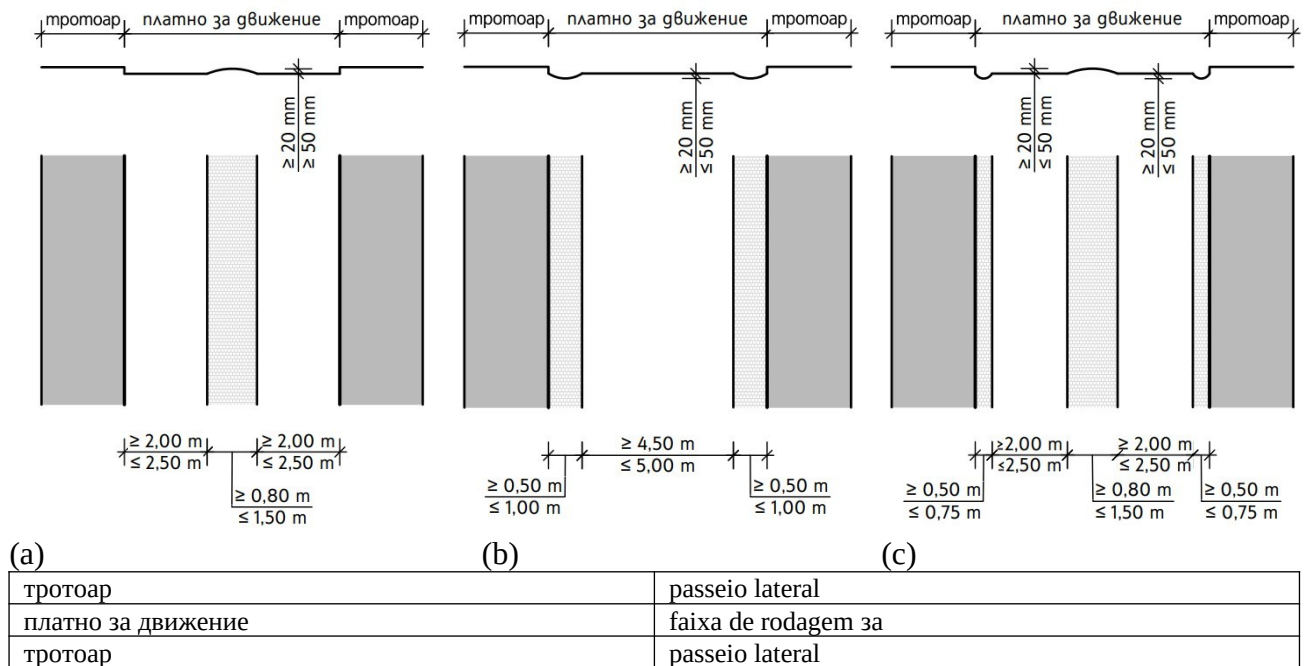 тротоар платно за движение тротоар
≥ 20 mm
≥ 50 mm
≥ 2,00 m
≤ 2,50 m
≥ 2,00 m
≤ 2,50 m
≥ 0,80 m
≤ 1,50 m
тротоар платно за движение тротоар
≥ 20 mm
≤ 50 mm
≥ 4,50 m
≤ 5,00 m
≥ 0,50 m
≤ 1,00 m
≥ 0,50 m
≤ 1,00 m
тротоар платно за движение тротоар
≥ 20 mm
≤ 50 mm
≥ 20 mm
≤ 50 mm
≥2,00 m
≤2,50 m
≥ 2,00 m
≤ 2,50 m
≥ 0,50 m
≤ 0,75 m
≥ 0,80 m
≤ 1,50 m
≥ 0,50 m
≤ 0,75 m
(a) (b) (c)
тротоар passeio lateral
платно за движение faixa de rodagem за
тротоар passeio lateral